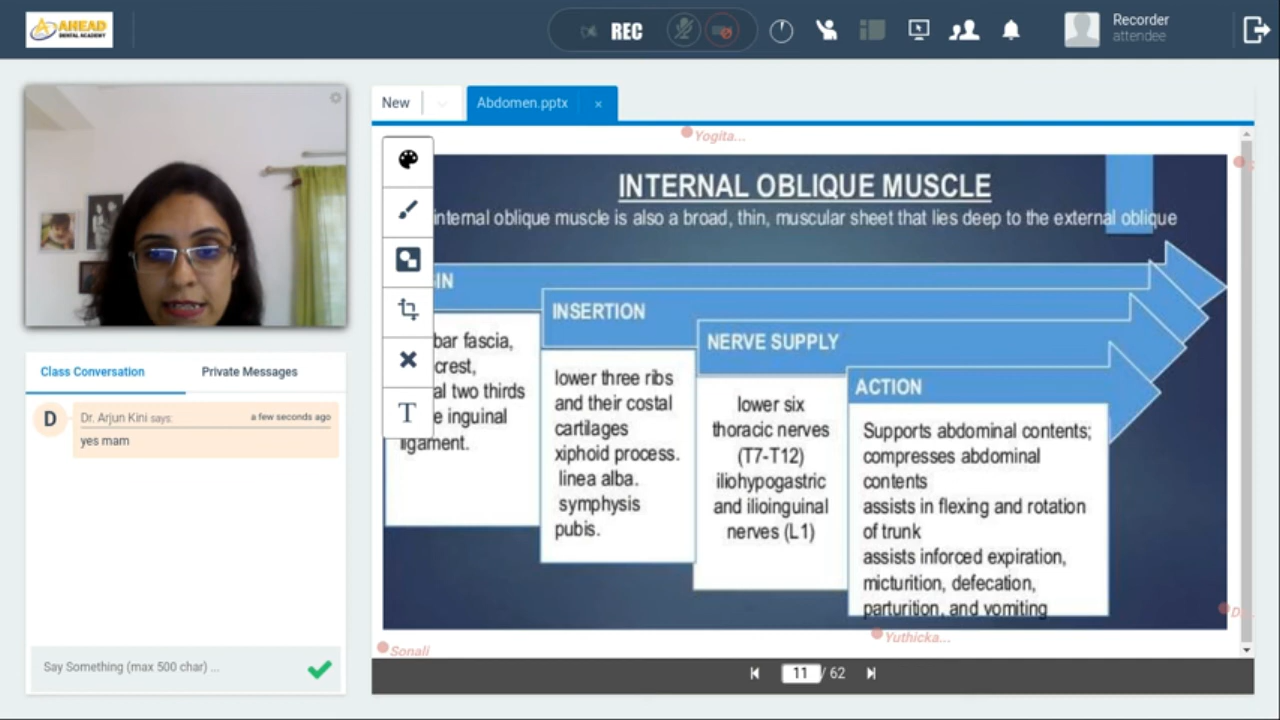 AHEAD
DENTAL ACADEMY
REC
Recorder
attendee
New
Abdomen.pptx
Yogita...
INTERNAL OBLIQUE MUSCLE
internal oblique muscle is also a broad, thin, muscular sheet that lies deep to the external oblique
IN
bar fascia,
crest,
al two thirds
e inguinal
ligament.
INSERTION
lower three ribs
and their costal
cartilages
xiphoid process.
linea alba.
symphysis
pubis.
NERVE SUPPLY
lower six
thoracic nerves
(T7-T12)
iliohypogastric
and ilioinguinal
nerves (L1)
ACTION
Supports abdominal contents;
compresses abdominal
contents
assists in flexing and rotation
of trunk
assists inforced expiration,
micturition, defecation,
parturition, and vomiting
D...
Yuthicka...
Sonali
11 / 62
Class Conversation
Private Messages
D
Dr. Arjun Kini says:
a few seconds ago
yes mam
Say Something (max 500 char) ...
T